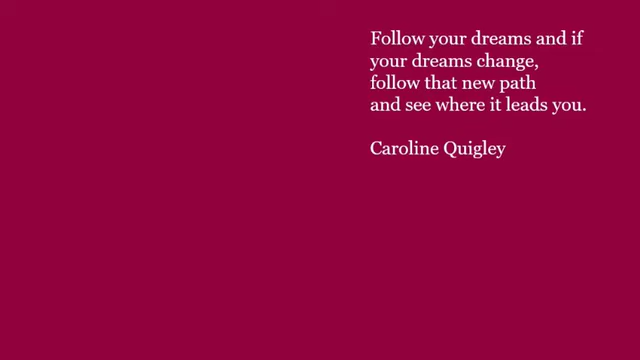 Follow your dreams and if
your dreams change,
follow that new path
and see where it leads you.
Caroline Quigley